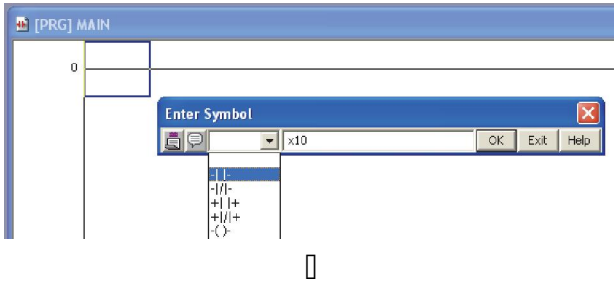 [PRG] MAIN
0
Enter Symbol
x10 OK Exit Help
-| |-
-|/|-
+| |+
+|/|+
-( )-